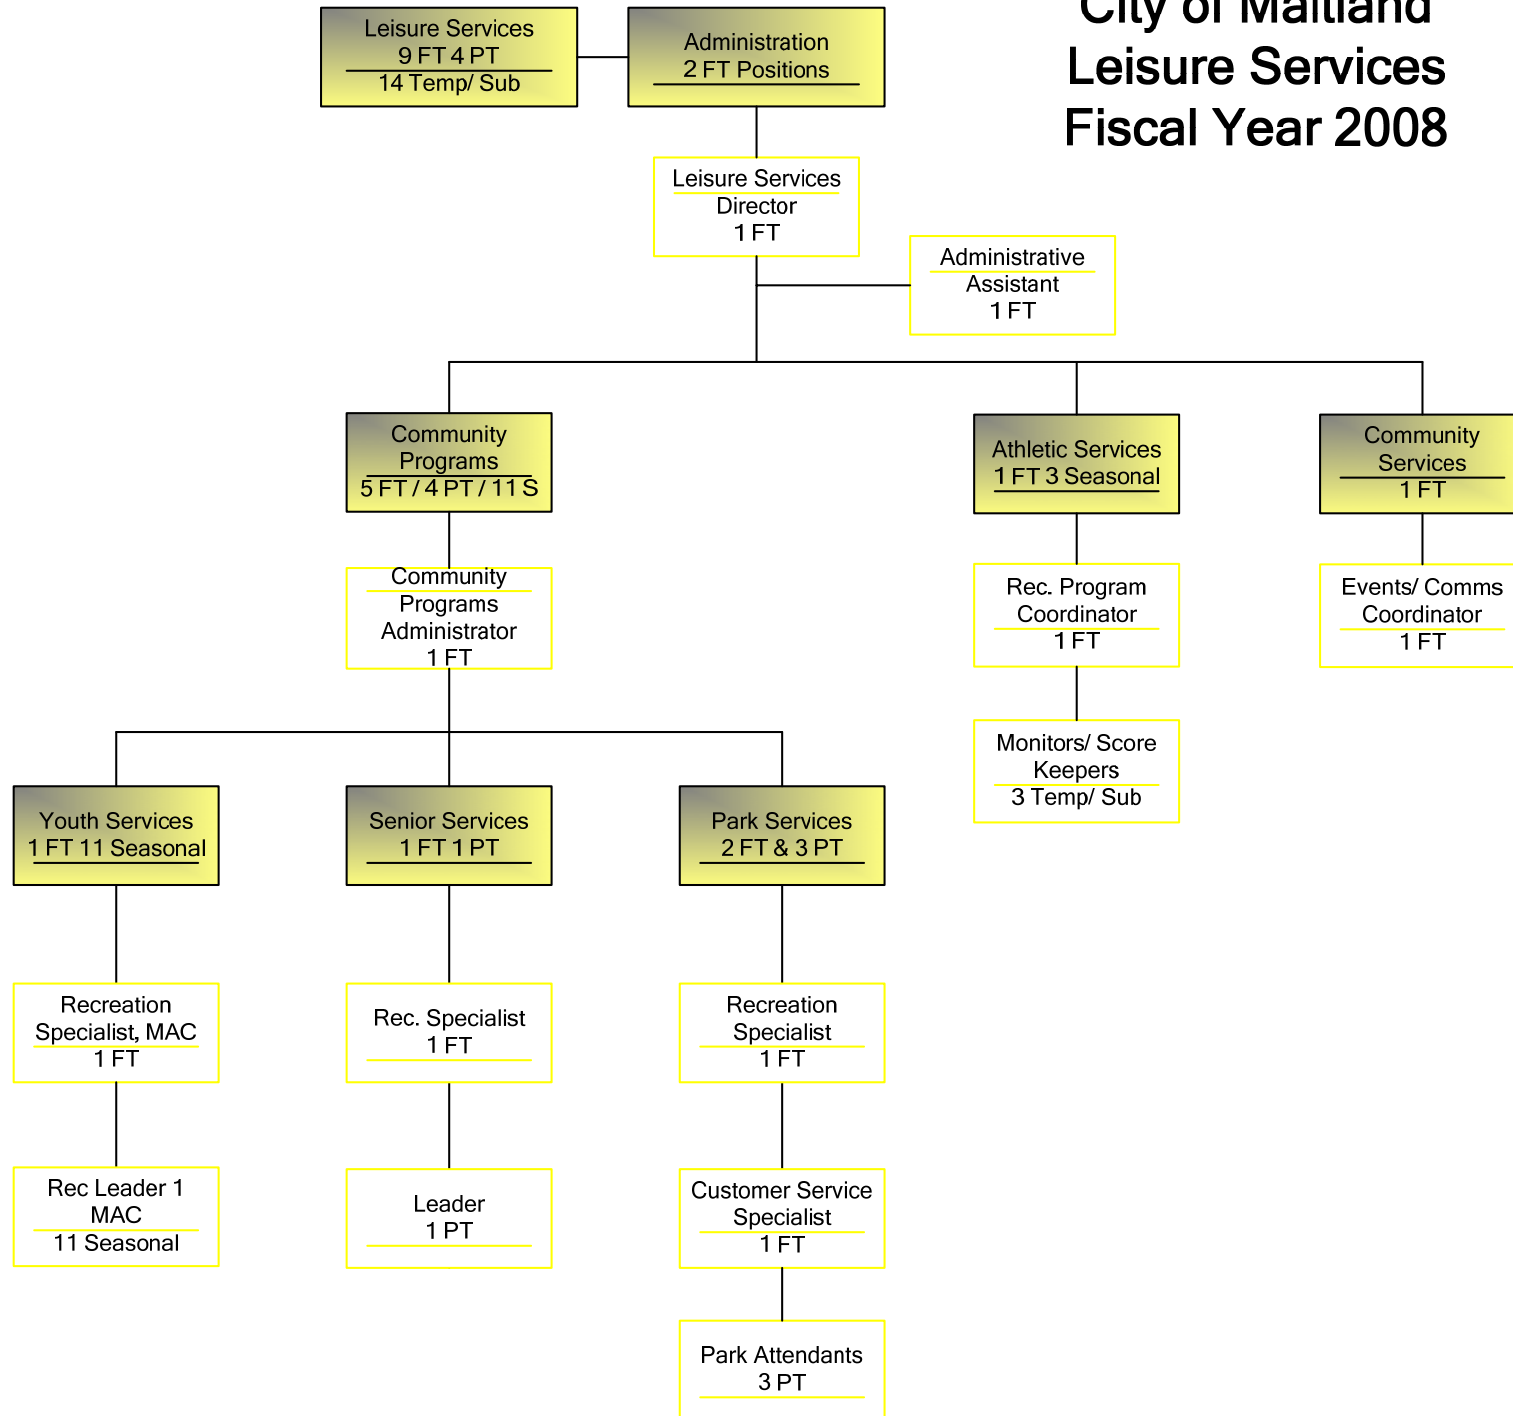 City of Maitland
Leisure Services
Fiscal Year 2008
Leisure Services
9 FT 4 PT
14 Temp/ Sub
Administration
2 FT Positions
Leisure Services
Director
1 FT
Administrative
Assistant
1 FT
Community
Programs
5 FT / 4 PT / 11 S
Athletic Services
1 FT 3 Seasonal
Community
Services
1 FT
Community
Programs
Administrator
1 FT
Rec. Program
Coordinator
1 FT
Events/ Comms
Coordinator
1 FT
Monitors/ Score
Keepers
3 Temp/ Sub
Youth Services
1 FT 11 Seasonal
Senior Services
1 FT 1 PT
Park Services
2 FT & 3 PT
Recreation
Specialist, MAC
1 FT
Rec. Specialist
1 FT
Recreation
Specialist
1 FT
Rec Leader 1
MAC
11 Seasonal
Leader
1 PT
Customer Service
Specialist
1 FT
Park Attendants
3 PT